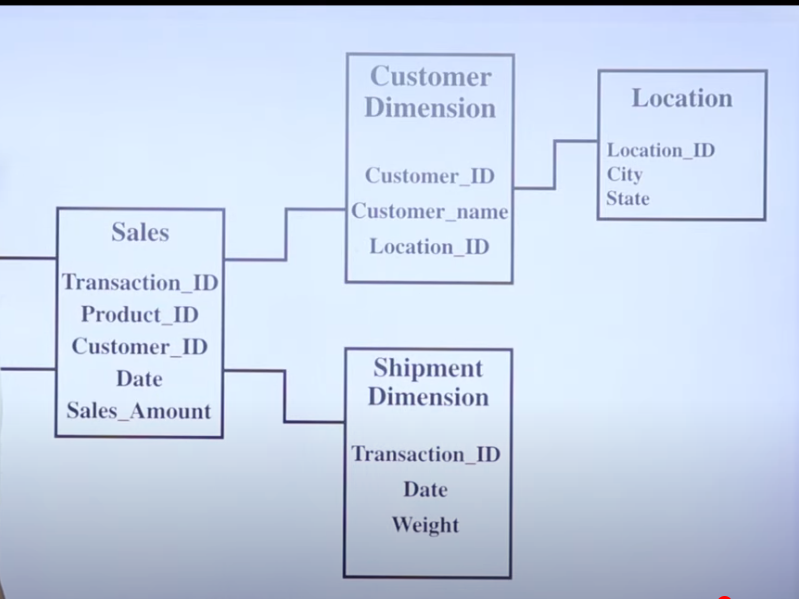 Sales
Transaction_ID
Product_ID
Customer_ID
Date
Sales_Amount
Customer
Dimension
Customer_ID
Customer_name
Location_ID
Location
Location_ID
City
State
Shipment
Dimension
Transaction_ID
Date
Weight